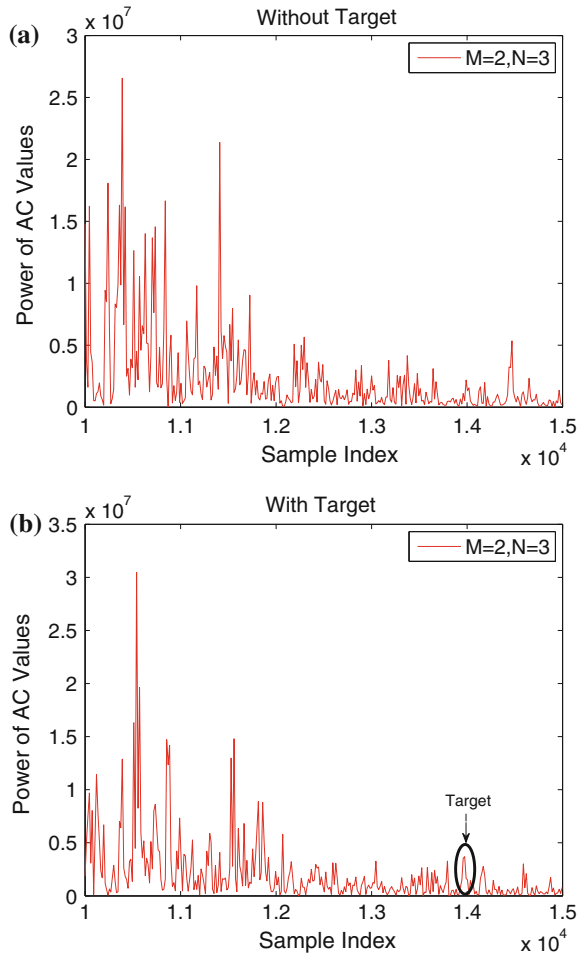 (a)
Without Target
x 10^7
M=2,N=3
3
2.5
2
1.5
1
0.5
0
Power of AC Values
1.0
1.1
1.2
1.3
1.4
1.5
Sample Index
x 10^4
(b)
With Target
x 10^7
M=2,N=3
3.5
3
2.5
2
1.5
1
0.5
0
Power of AC Values
Target
10
1.1
1.2
1.3
1.4
1.5
Sample Index
x 10^4